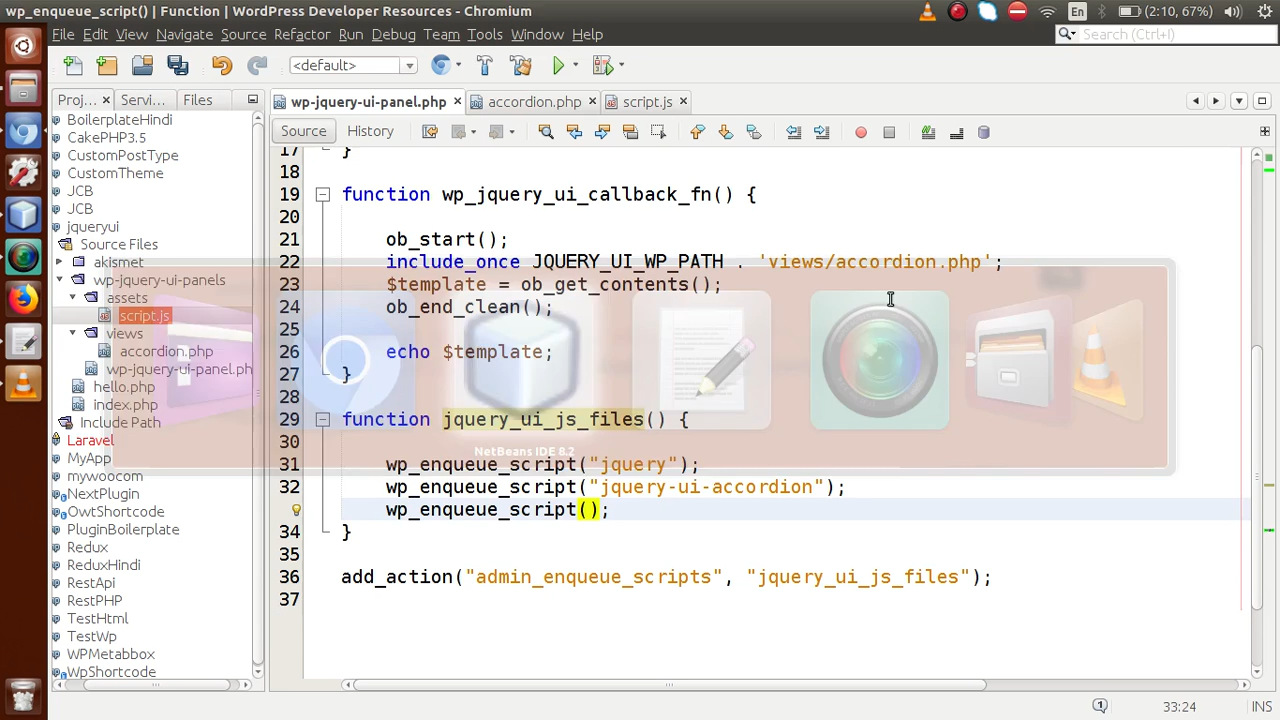 wp_enqueue_script() | Function | WordPress Developer Resources - Chromium
En
(2:10, 67%)
File Edit View Navigate Source Refactor Run Debug Team Tools Window Help
Search (Ctrl+I)
<default>
Proj... Servi... Files
wp-jquery-ui-panel.php accordion.php script.js
Source History
BoilerplateHindi
CakePHP3.5
CustomPostType
CustomTheme
JCB
JCB
jqueryui
Source Files
akismet
wp-jquery-ui-panels
assets
script.js
views
accordion.php
wp-jquery-ui-panel.ph
hello.php
index.php
Include Path
Laravel
MyApp
mywoocom
NextPlugin
OwtShortcode
PluginBoilerplate
Redux
ReduxHindi
RestApi
RestPHP
TestHtml
TestWp
WPMetabbox
WpShortcode
17 }
18
19 function wp_jquery_ui_callback_fn() {
20
21 ob_start();
22 include_once JQUERY_UI_WP_PATH . 'views/accordion.php';
23 $template = ob_get_contents();
24 ob_end_clean();
25
26 echo $template;
27 }
28
29 function jquery_ui_js_files() {
30
NetBeans IDE 8.2
31 wp_enqueue_script("jquery");
32 wp_enqueue_script("jquery-ui-accordion");
33 wp_enqueue_script();
34 }
35
36 add_action("admin_enqueue_scripts", "jquery_ui_js_files");
37
1
33:24
INS